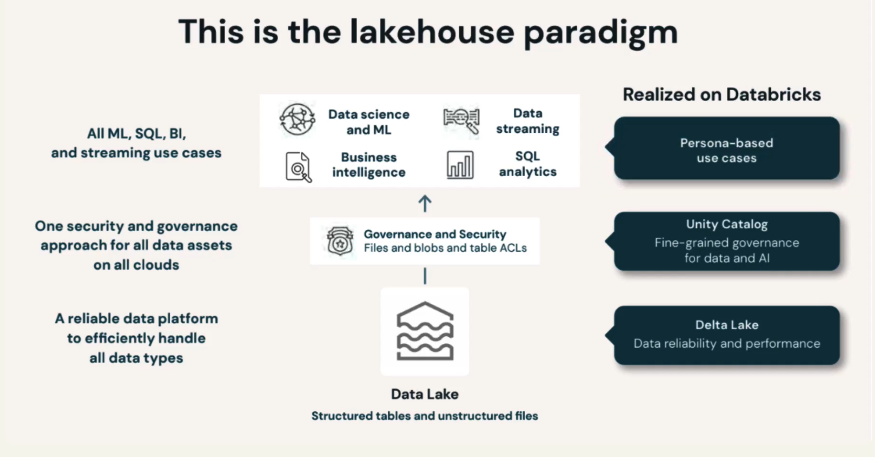 This is the lakehouse paradigm
All ML, SQL, BI,
and streaming use cases
Data science
and ML
Data
streaming
Business
intelligence
SQL
analytics
Realized on Databricks
Persona-based
use cases
One security and governance
approach for all data assets
on all clouds
Governance and Security
Files and blobs and table ACLs
Unity Catalog
Fine-grained governance
for data and AI
A reliable data platform
to efficiently handle
all data types
Data Lake
Structured tables and unstructured files
Delta Lake
Data reliability and performance